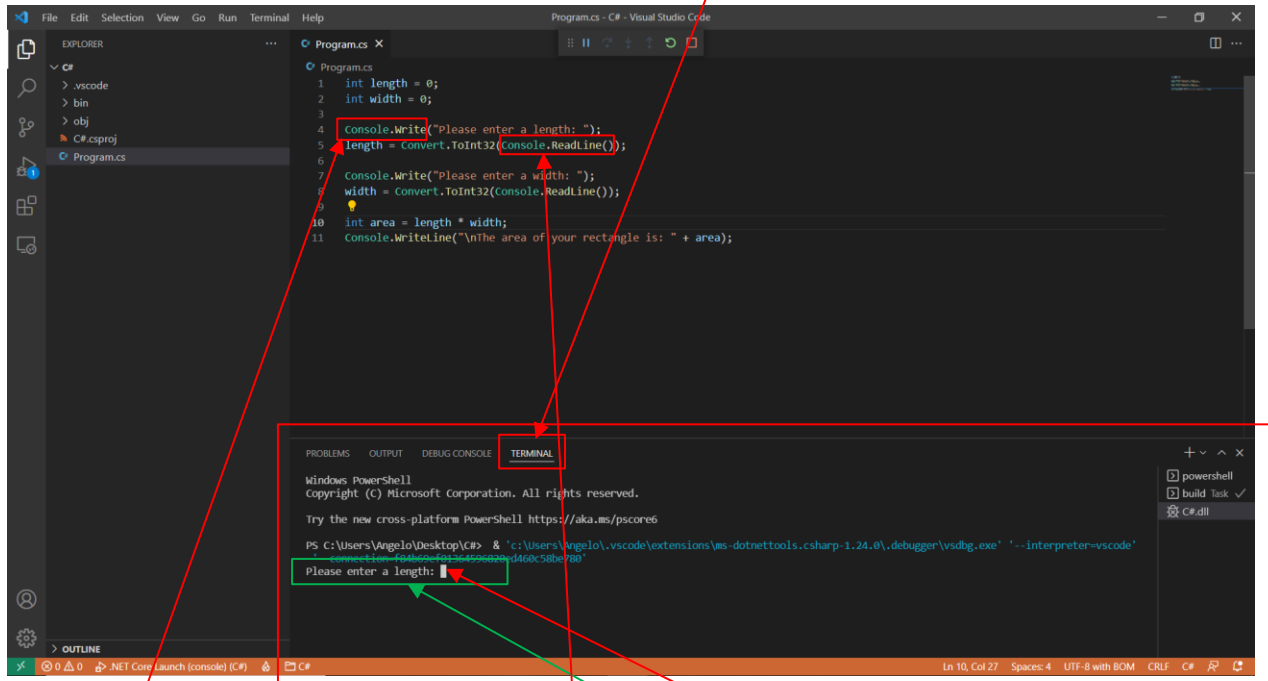 File Edit Selection View Go Run Terminal Help Program.cs - C# - Visual Studio Code
EXPLORER
Program.cs
C#
.vscode
bin
obj
C#.csproj
Program.cs
1
Program.cs
1 int length = 0;
2 int width = 0;
3
4 Console.Write("Please enter a length: ");
5 length = Convert.ToInt32(Console.ReadLine());
6
7 Console.Write("Please enter a width: ");
8 width = Convert.ToInt32(Console.ReadLine());
9
10 int area = length * width;
11 Console.WriteLine("\nThe area of your rectangle is: " + area);
PROBLEMS OUTPUT DEBUG CONSOLE TERMINAL
Windows PowerShell
Copyright (C) Microsoft Corporation. All rights reserved.
Try the new cross-platform PowerShell https://aka.ms/pscore6
PS C:\Users\Angelo\Desktop\C#> & 'c:\Users\Angelo\.vscode\extensions\ms-dotnettools.csharp-1.24.0\.debugger\vsdbg.exe' '--interpreter=vscode'
Please enter a length:
powershell
build Task
C#.dll
OUTLINE
0 0 .NET Core Launch (console) (C#) C# Ln 10, Col 27 Spaces: 4 UTF-8 with BOM CRLF C#